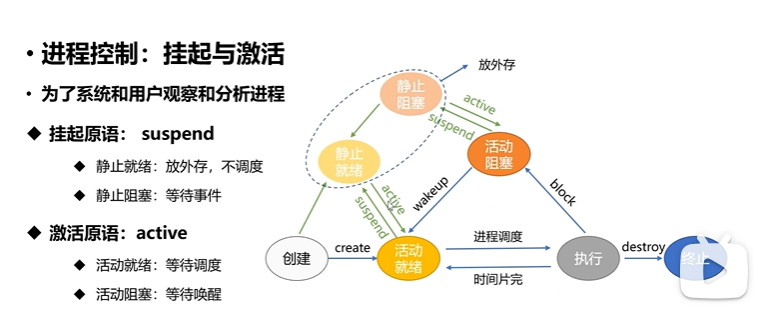 • 进程控制：挂起与激活
• 为了系统和用户观察和分析进程
◆ 挂起原语： suspend
◆ 静止就绪：放外存，不调度
◆ 静止阻塞：等待事件
◆ 激活原语：active
◆ 活动就绪：等待调度
◆ 活动阻塞：等待唤醒
放外存
静止
阻塞
active
suspend
静止
就绪
活动
阻塞
active
suspend
wakeup
block
创建
create
活动
就绪
进程调度
时间片完
执行
destroy
终止